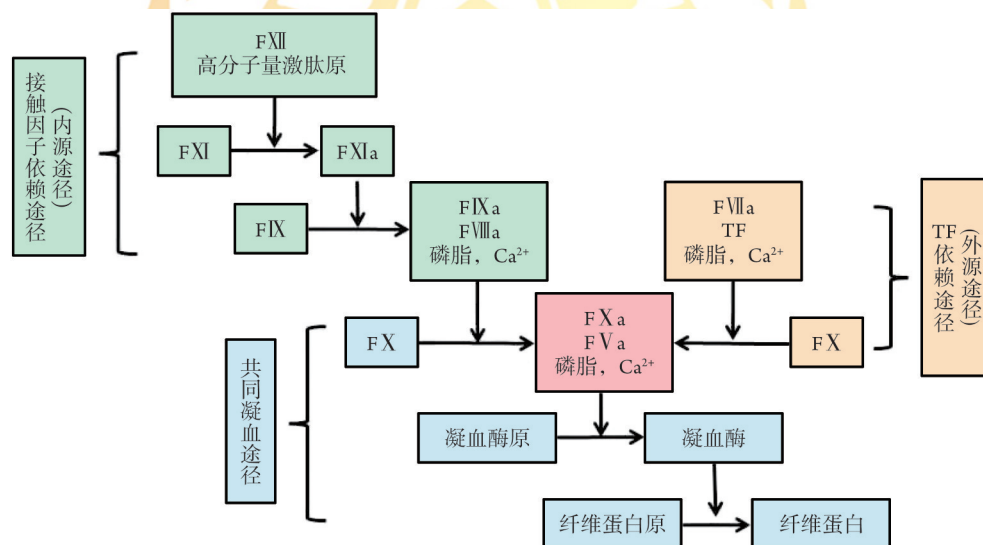 FⅫ
高分子量激肽原
接触因子依赖途径
(内源途径)
FⅪ
FⅪa
FⅨ
FⅨa
FⅧa
磷脂，Ca²⁺
FⅦa
TF
磷脂，Ca²⁺
TF依赖途径
(外源途径)
FⅩ
FⅩa
FⅤa
磷脂，Ca²⁺
FⅩ
共同凝血途径
凝血酶原
凝血酶
纤维蛋白原
纤维蛋白